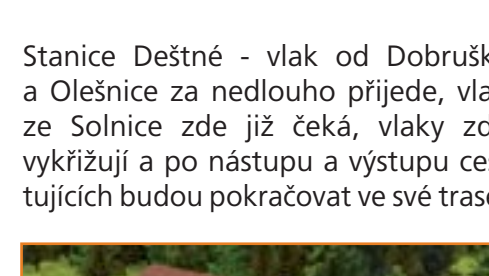 Stanice Deštné - vlak od Dobrušk
a Olešnice za nedlouho přijede, vla
ze Solnice zde již čeká, vlaky zd
vykřižují a po nástupu a výstupu ces
tujících budou pokračovat ve své trase